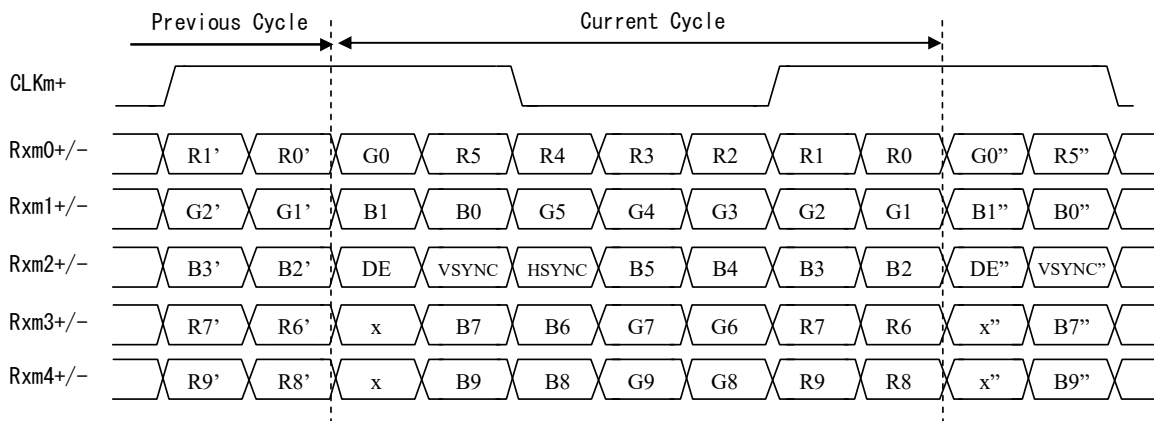 Previous Cycle Current Cycle
CLKm+
Rxm0+/- R1’ R0’ G0 R5 R4 R3 R2 R1 R0 G0” R5”
Rxm1+/- G2’ G1’ B1 B0 G5 G4 G3 G2 G1 B1” B0”
Rxm2+/- B3’ B2’ DE VSYNC HSYNC B5 B4 B3 B2 DE” VSYNC”
Rxm3+/- R7’ R6’ x B7 B6 G7 G6 R7 R6 x” B7”
Rxm4+/- R9’ R8’ x B9 B8 G9 G8 R9 R8 x” B9”